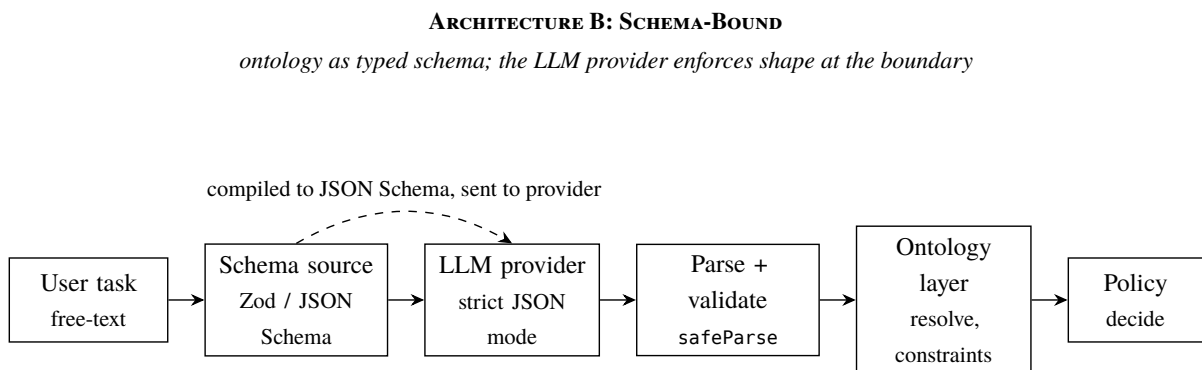 ARCHITECTURE B: SCHEMA-BOUND
ontology as typed schema; the LLM provider enforces shape at the boundary
compiled to JSON Schema, sent to provider
User task
free-text
Schema source
Zod / JSON
Schema
LLM provider
strict JSON
mode
Parse +
validate
safeParse
Ontology
layer
resolve,
constraints
Policy
decide